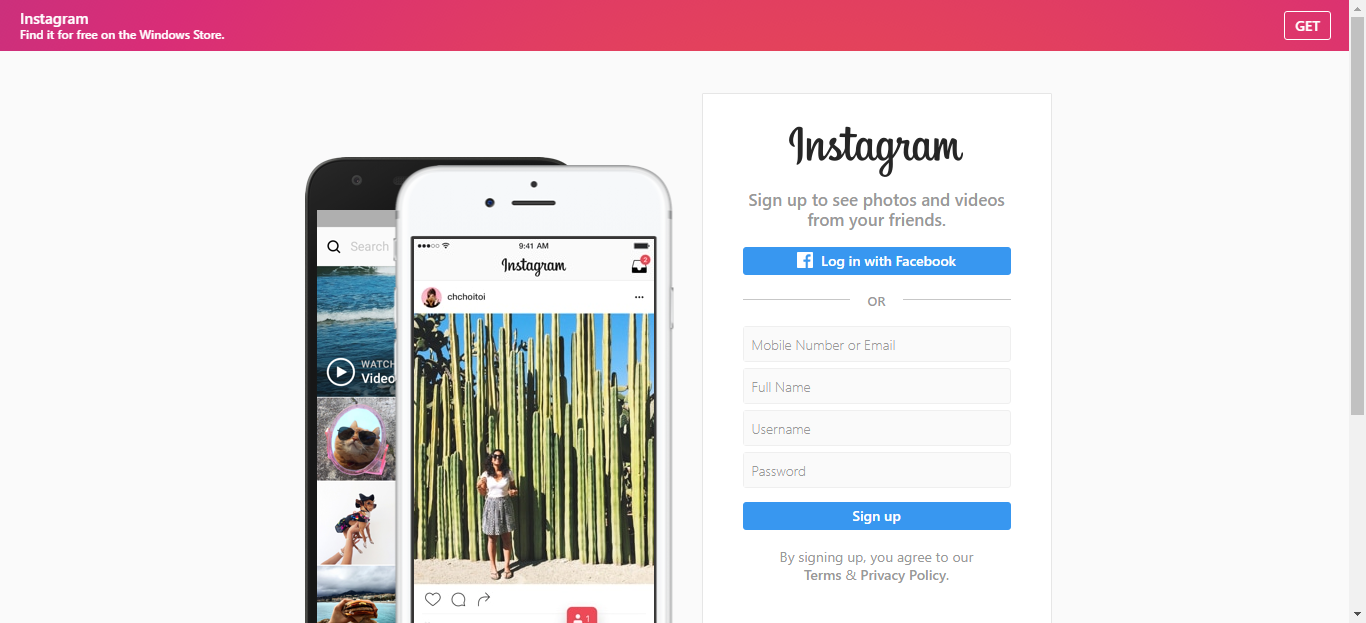 Instagram
Find it for free on the Windows Store.
GET
Search
WATCH
Video
9:41 AM
Instagram
2
chchoitoi
1
Instagram
Sign up to see photos and videos
from your friends.
Log in with Facebook
OR
Mobile Number or Email
Full Name
Username
Password
Sign up
By signing up, you agree to our
Terms & Privacy Policy.